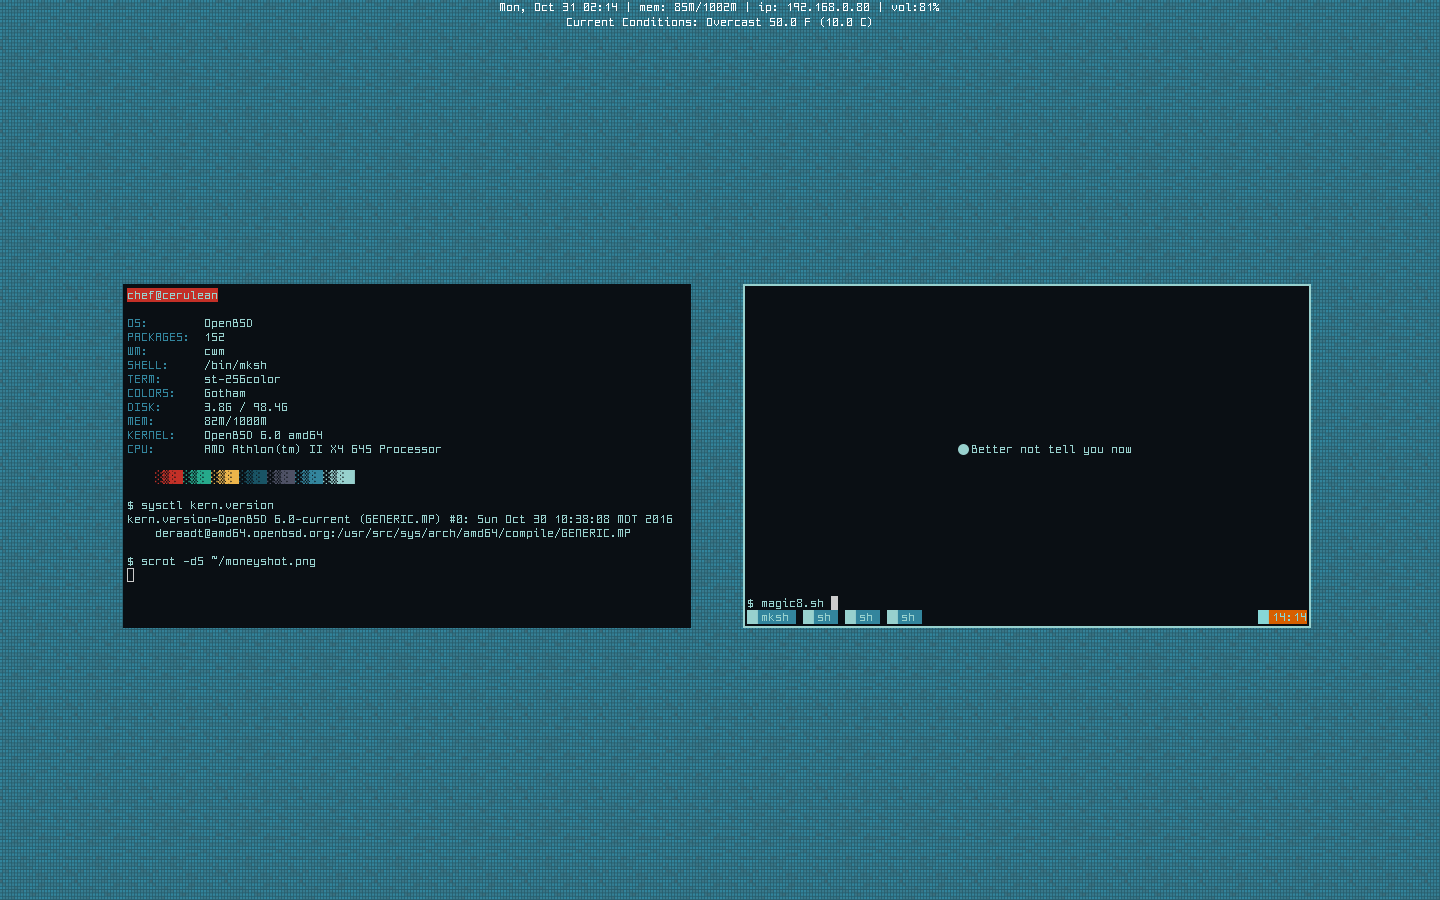 Mon, Oct 31 02:14 | mem: 85M/1002M | ip: 192.168.0.80 | vol:81%
Current Conditions: Overcast 50.0 F (10.0 C)
chef@cerulean
OS: OpenBSD
PACKAGES: 152
WM: cwm
SHELL: /bin/mksh
TERM: st-256color
COLORS: Gotham
DISK: 3.8G / 98.4G
MEM: 82M/1000M
KERNEL: OpenBSD 6.0 amd64
CPU: AMD Athlon(tm) II X4 645 Processor
$ sysctl kern.version
kern.version=OpenBSD 6.0-current (GENERIC.MP) #0: Sun Oct 30 10:38:08 MDT 2016
deraadt@amd64.openbsd.org:/usr/src/sys/arch/amd64/compile/GENERIC.MP
$ scrot -d5 ~/moneyshot.png
Better not tell you now
$ magic8.sh
mksh sh sh sh 14:14